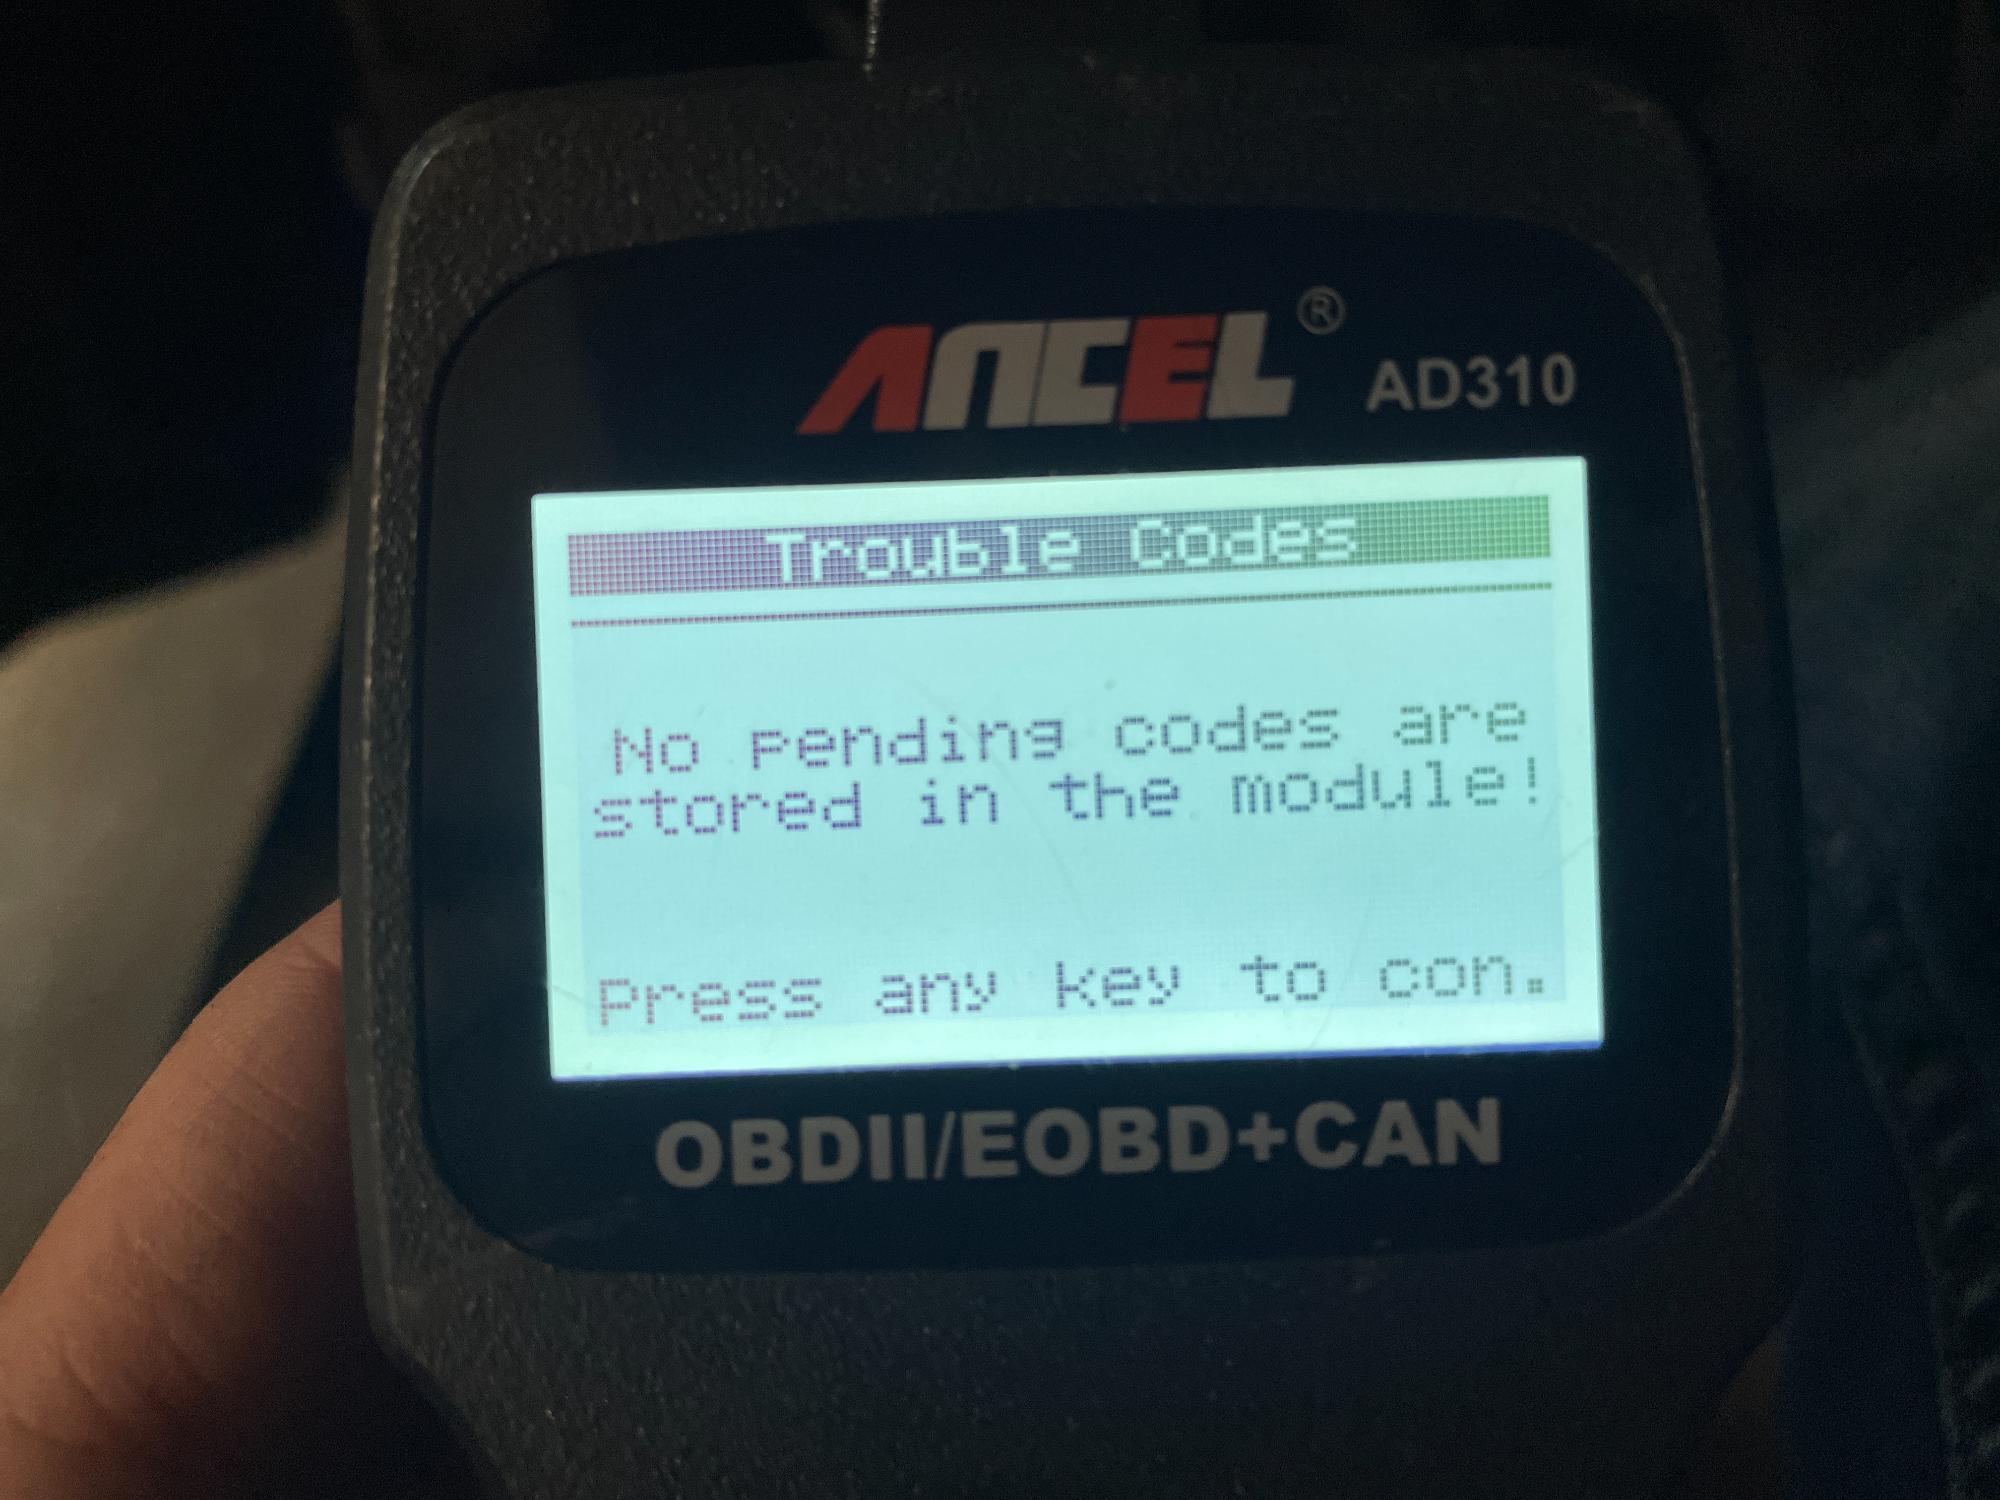 ANCEL® AD310
Trouble Codes
No pending codes are
stored in the module!
Press any key to con.
OBDII/EOBD+CAN